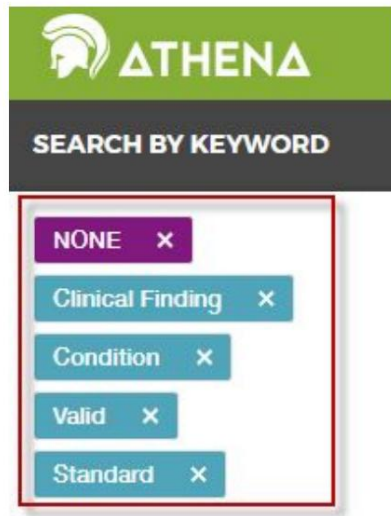 ATHENA
SEARCH BY KEYWORD
NONE ×
Clinical Finding ×
Condition ×
Valid ×
Standard ×